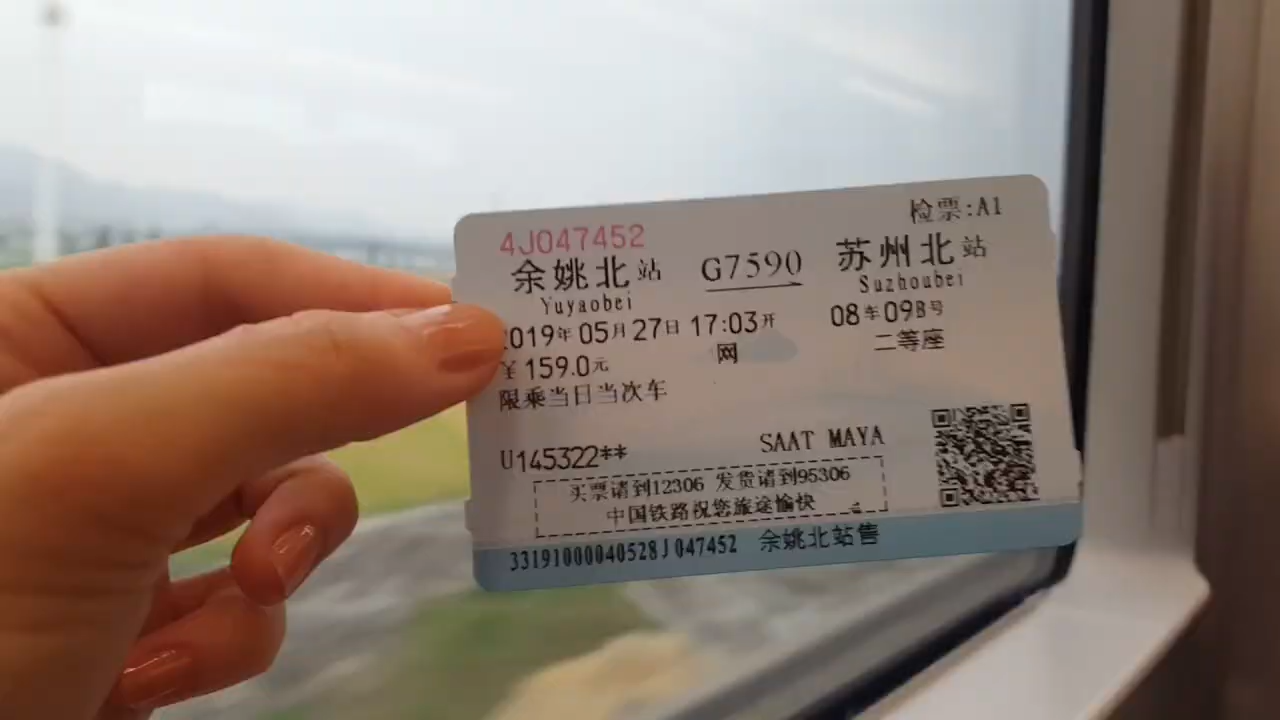 检票:A1
4J047452
余姚北站 G7590 苏州北站
Yuyaobei Suzhoubei
2019年05月27日 17:03开 08车09B号
¥159.0元 网 二等座
限乘当日当次车
U145322** SAAT MAYA
买票请到12306 发货请到95306
中国铁路祝您旅途愉快
33191000040528J047452 余姚北站售